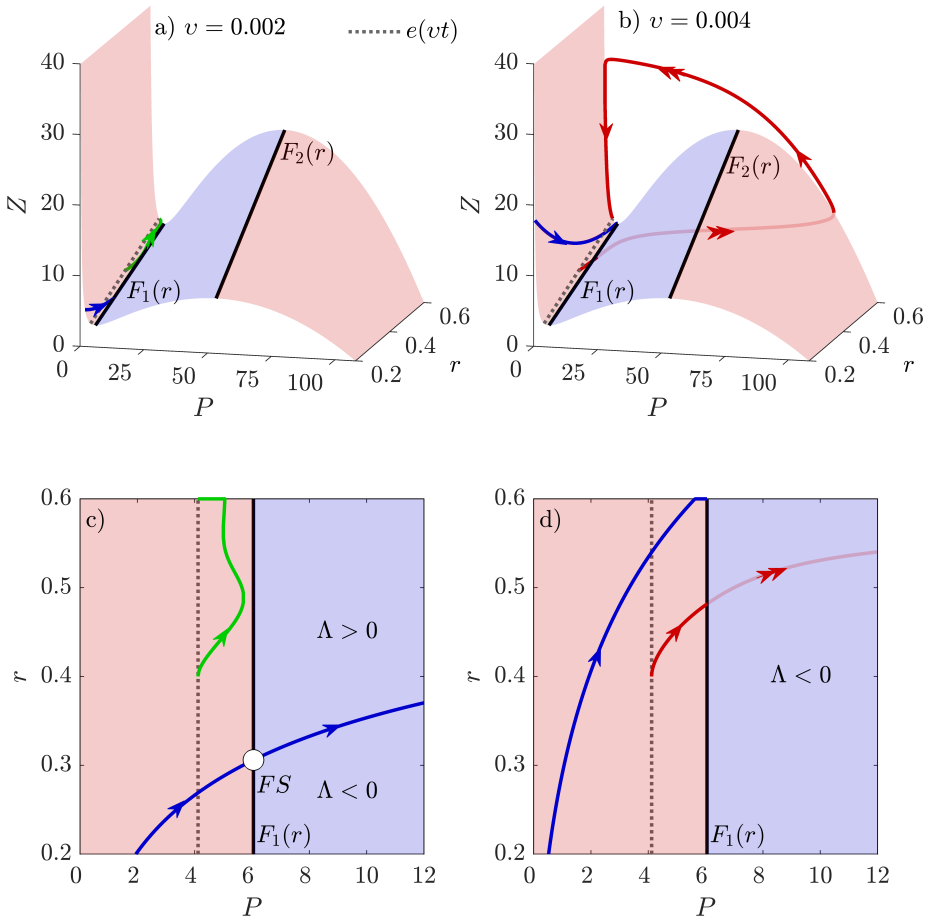 a) υ = 0.002
e(υt)
b) υ = 0.004
40
30
20
10
0
Z
F₂(r)
F₁(r)
0
25
50
75
100
P
0.2
0.4
0.6
r
40
30
20
10
0
Z
F₂(r)
F₁(r)
0
25
50
75
100
P
0.2
0.4
0.6
r
c)
0.6
0.5
0.4
0.3
0.2
r
Λ > 0
FS
Λ < 0
F₁(r)
0
2
4
6
8
10
12
P
d)
0.6
0.5
0.4
0.3
0.2
r
Λ < 0
F₁(r)
0
2
4
6
8
10
12
P